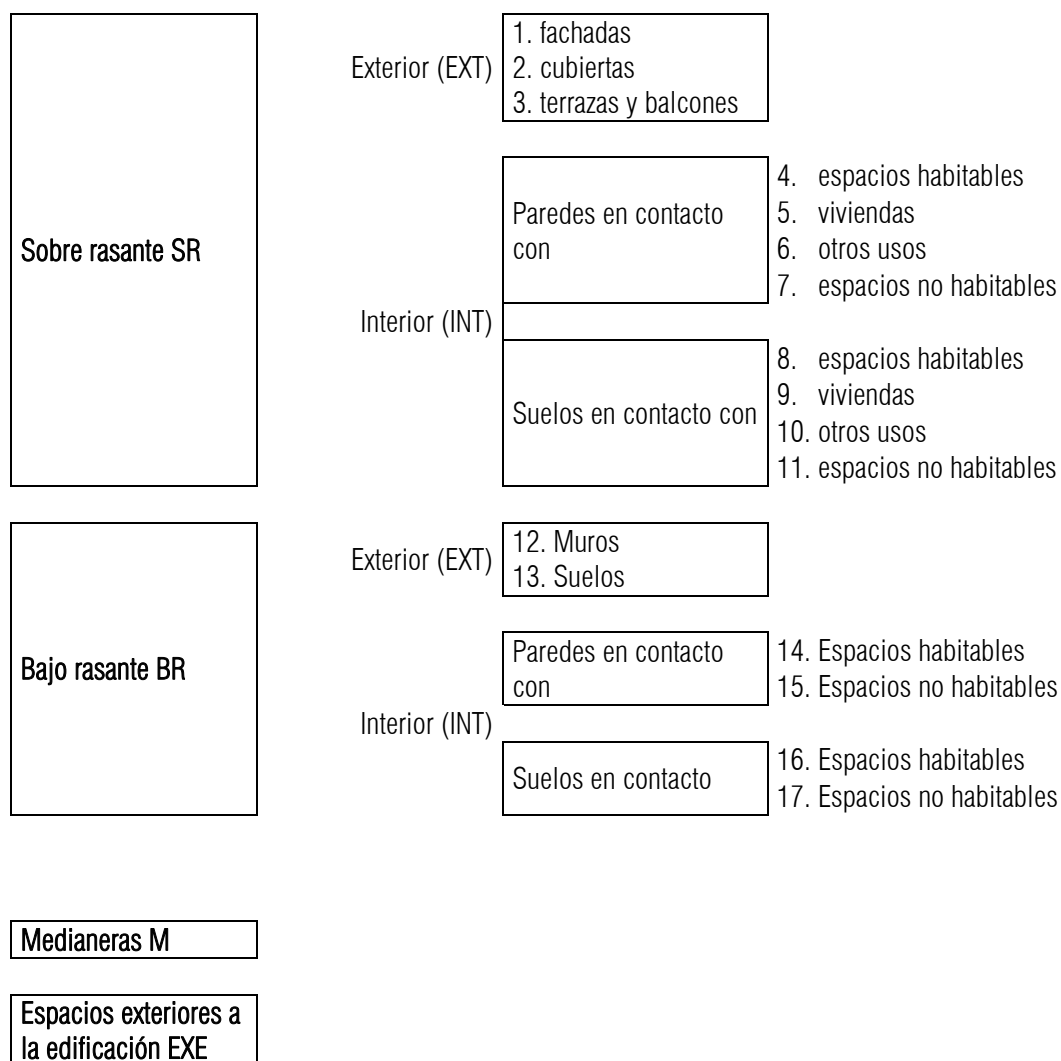 Sobre rasante SR
Exterior (EXT)
1. fachadas
2. cubiertas
3. terrazas y balcones
Interior (INT)
Paredes en contacto
con
4. espacios habitables
5. viviendas
6. otros usos
7. espacios no habitables
Suelos en contacto con
8. espacios habitables
9. viviendas
10. otros usos
11. espacios no habitables
Bajo rasante BR
Exterior (EXT)
12. Muros
13. Suelos
Interior (INT)
Paredes en contacto
con
14. Espacios habitables
15. Espacios no habitables
Suelos en contacto
16. Espacios habitables
17. Espacios no habitables
Medianeras M
Espacios exteriores a
la edificación EXE